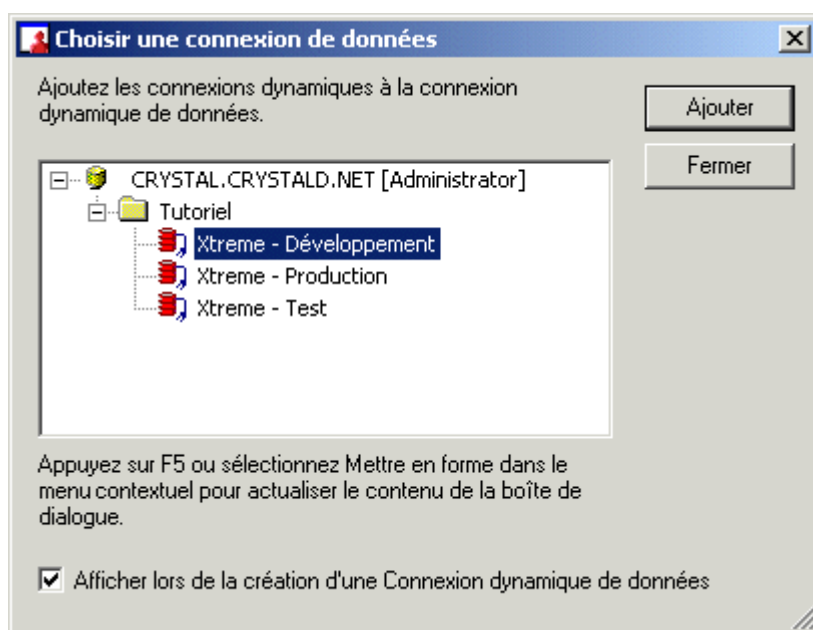 Choisir une connexion de données
Ajoutez les connexions dynamiques à la connexion
dynamique de données.
Ajouter
Fermer
CRYSTAL.CRYSTALD.NET [Administrator]
Tutoriel
Xtreme - Développement
Xtreme - Production
Xtreme - Test
Appuyez sur F5 ou sélectionnez Mettre en forme dans le
menu contextuel pour actualiser le contenu de la boîte de
dialogue.
Afficher lors de la création d'une Connexion dynamique de données